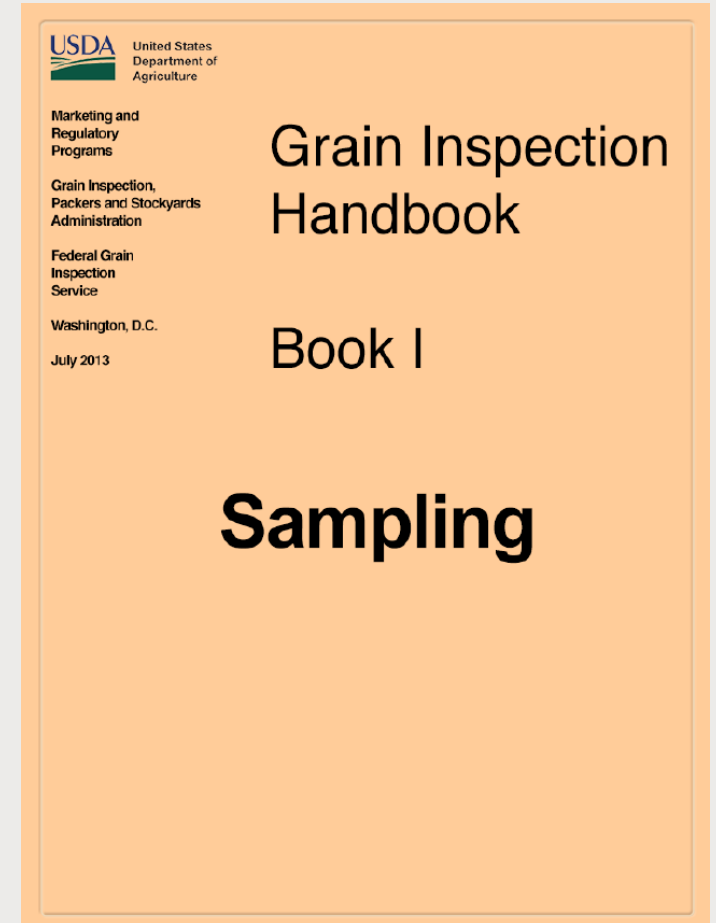 USDA
United States
Department of
Agriculture
Marketing and
Regulatory
Programs
Grain Inspection,
Packers and Stockyards
Administration
Federal Grain
Inspection
Service
Washington, D.C.
July 2013
Grain Inspection
Handbook
Book I
Sampling